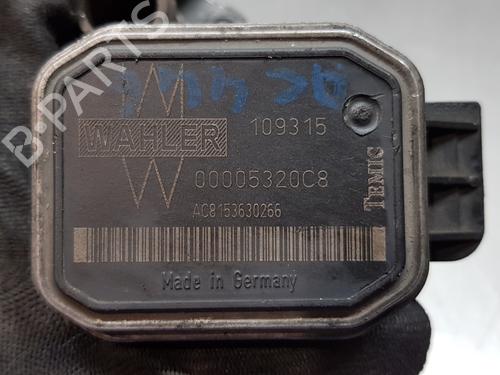 B-PARTS
WAHLER
109315
00005320C8
AC8153630266
TEMIC
Made in Germany